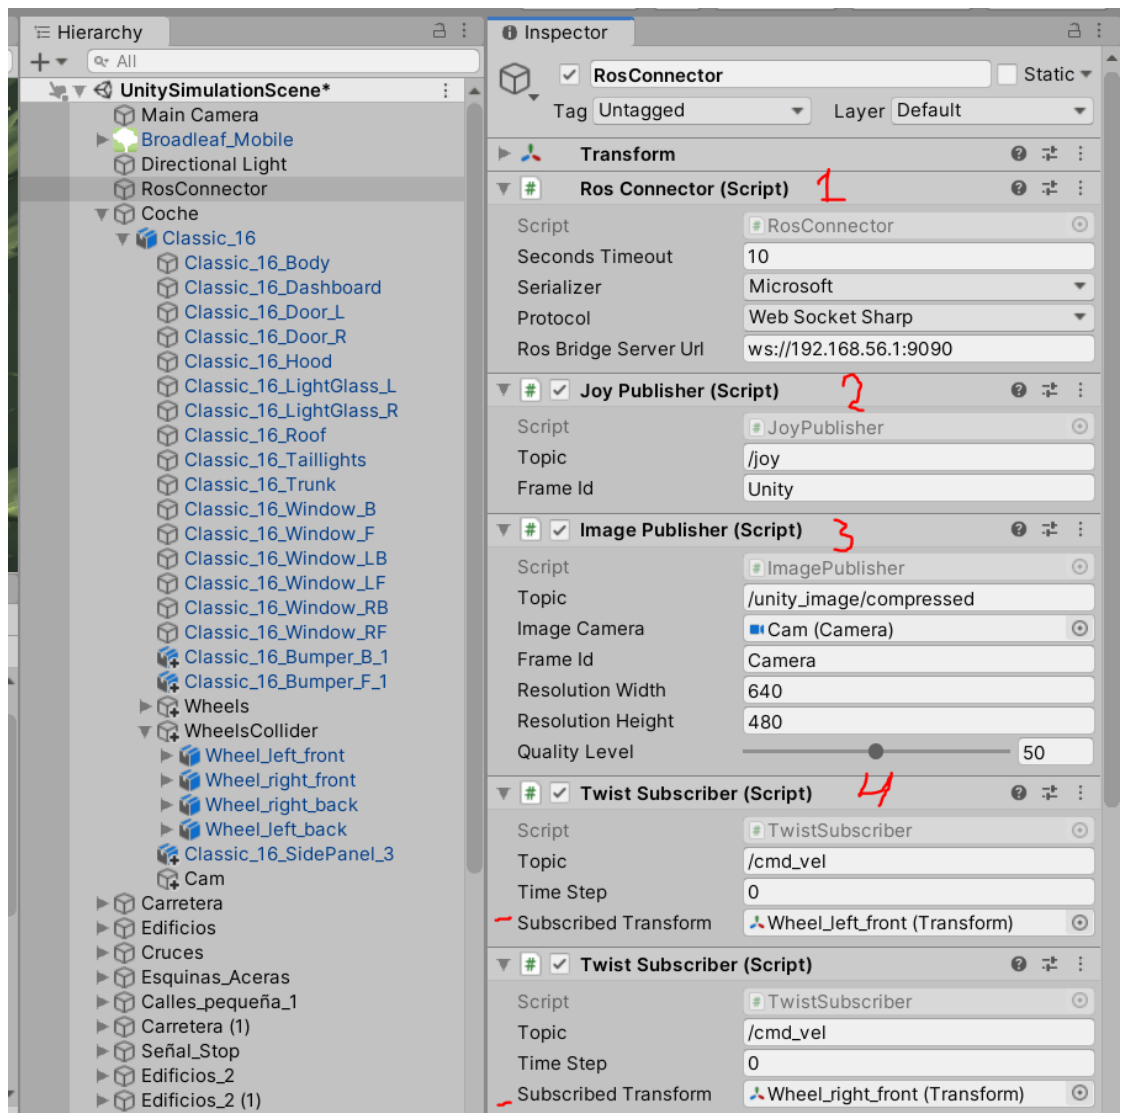 Hierarchy
All
UnitySimulationScene*
Main Camera
Broadleaf_Mobile
Directional Light
RosConnector
Coche
Classic_16
Classic_16_Body
Classic_16_Dashboard
Classic_16_Door_L
Classic_16_Door_R
Classic_16_Hood
Classic_16_LightGlass_L
Classic_16_LightGlass_R
Classic_16_Roof
Classic_16_Taillights
Classic_16_Trunk
Classic_16_Window_B
Classic_16_Window_F
Classic_16_Window_LB
Classic_16_Window_LF
Classic_16_Window_RB
Classic_16_Window_RF
Classic_16_Bumper_B_1
Classic_16_Bumper_F_1
Wheels
WheelsCollider
Wheel_left_front
Wheel_right_front
Wheel_right_back
Wheel_left_back
Classic_16_SidePanel_3
Cam
Carretera
Edificios
Cruces
Esquinas_Aceras
Calles_pequeña_1
Carretera (1)
Señal_Stop
Edificios_2
Edificios_2 (1)
Inspector
RosConnector Static
Tag Untagged Layer Default
Transform
# Ros Connector (Script) 1
Script # RosConnector
Seconds Timeout 10
Serializer Microsoft
Protocol Web Socket Sharp
Ros Bridge Server Url ws://192.168.56.1:9090
# Joy Publisher (Script) 2
Script # JoyPublisher
Topic /joy
Frame Id Unity
# Image Publisher (Script) 3
Script # ImagePublisher
Topic /unity_image/compressed
Image Camera Cam (Camera)
Frame Id Camera
Resolution Width 640
Resolution Height 480
Quality Level 50
# Twist Subscriber (Script) 4
Script # TwistSubscriber
Topic /cmd_vel
Time Step 0
Subscribed Transform Wheel_left_front (Transform)
# Twist Subscriber (Script)
Script # TwistSubscriber
Topic /cmd_vel
Time Step 0
Subscribed Transform Wheel_right_front (Transform)